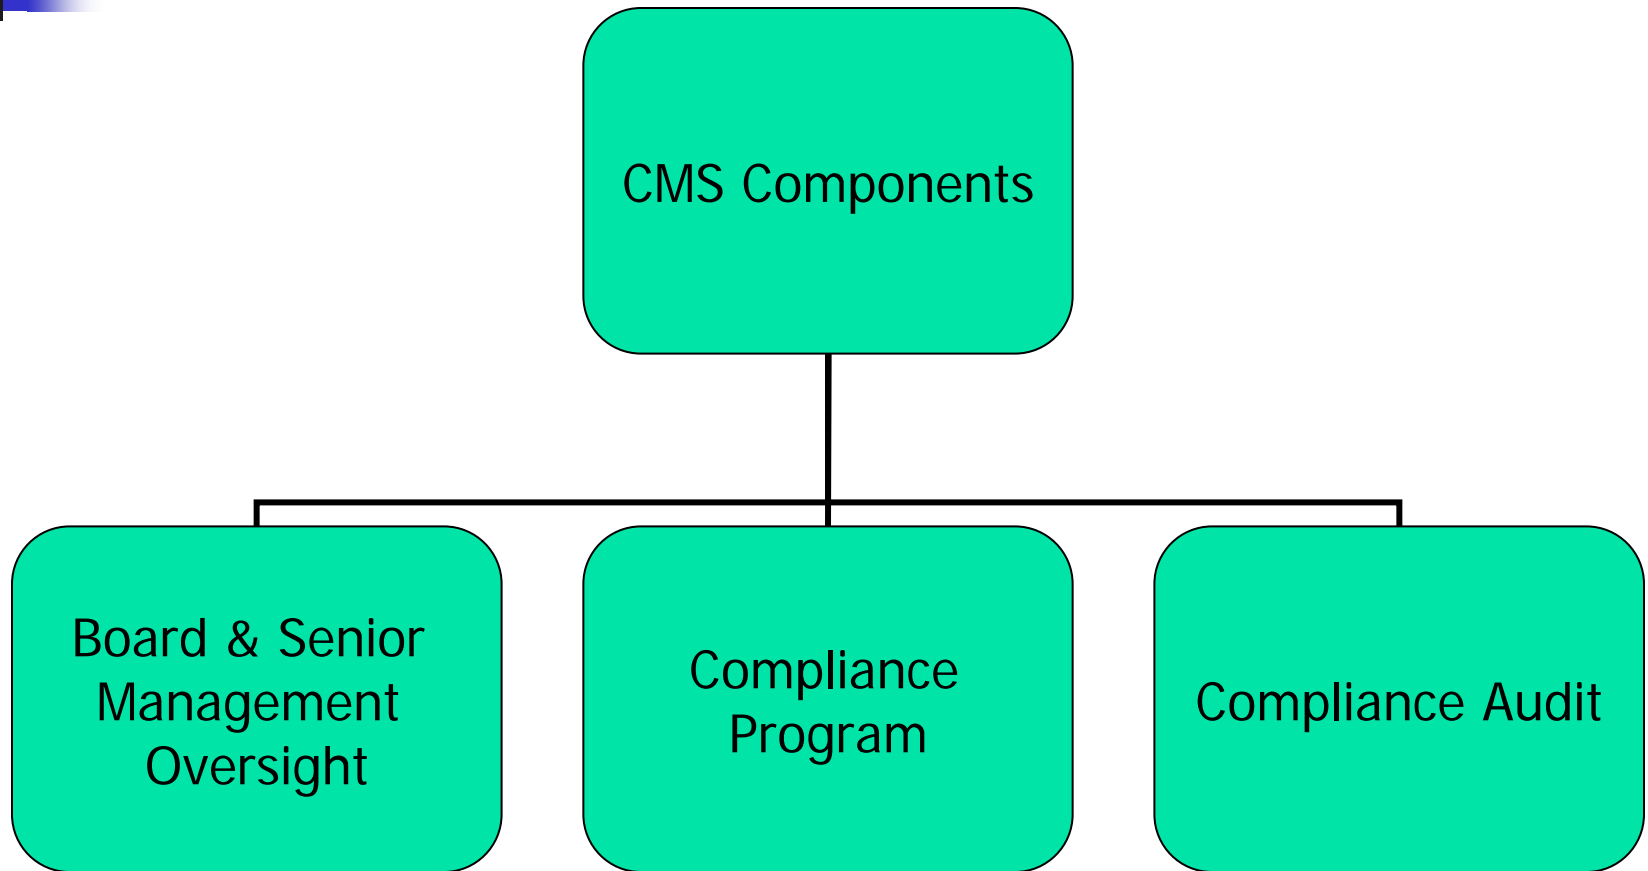 CMS Components
Board & Senior
Management
Oversight
Compliance
Program
Compliance Audit